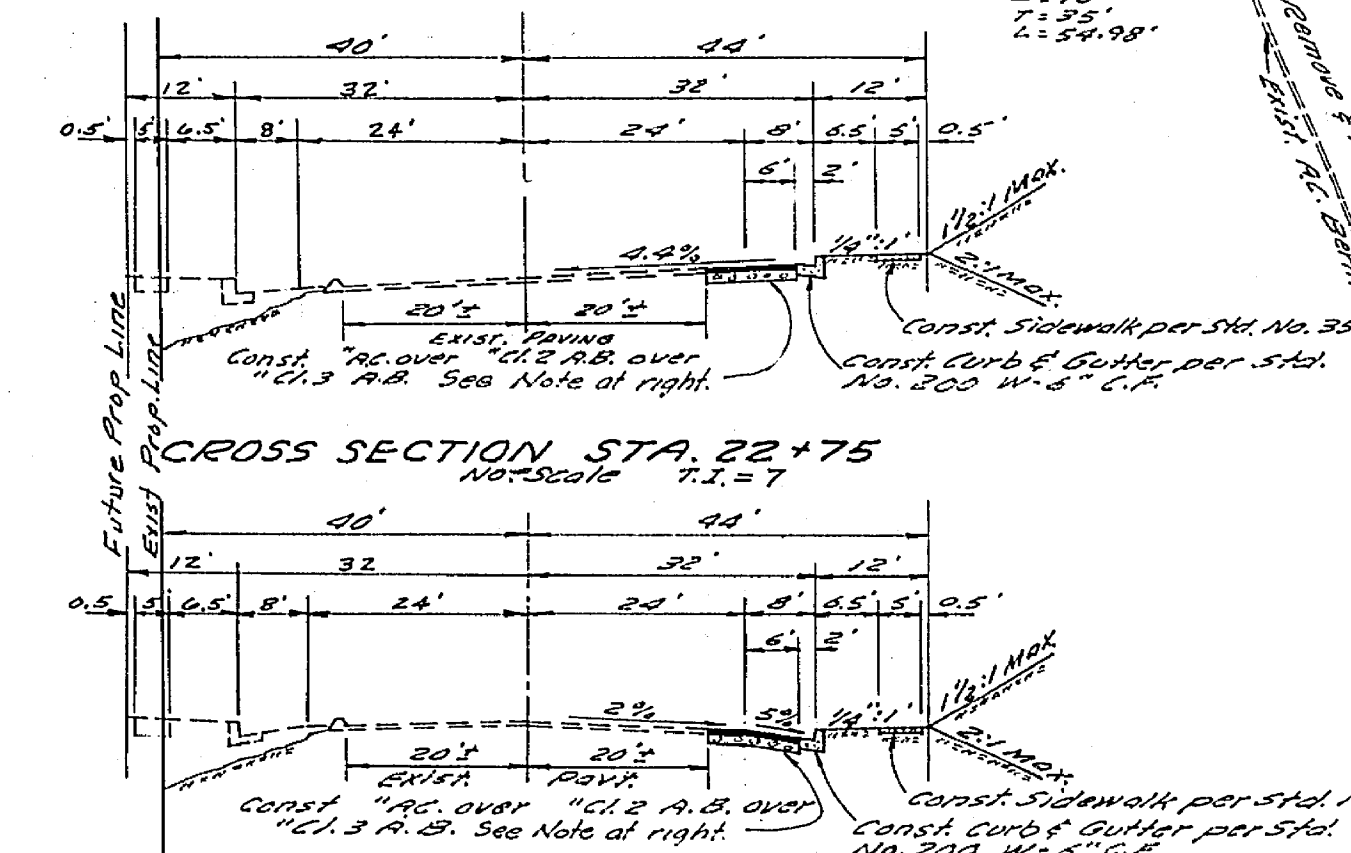 T=35'
L=54.98'
Remove &
Exist. A.C. Berm
40' 44'
12' 32' 32' 12'
0.5' 5' 6.5' 8' 24' 24' 8' 6.5' 5' 0.5'
6' 2'
4.4% 1/4":1' 1 1/2:1 Max.
2:1 Max.
20'± 20'±
Exist. Paving
Const. "A.C. over "Cl.2 A.B. over
"Cl.3 A.B. See Note at right.
Const. Sidewalk per Std. No. 35
Const. Curb & Gutter per Std.
No. 200 W-6" C.F.
Future Prop Line
Exist Prop. Line
CROSS SECTION STA. 22+75
No Scale T.I.=7
40' 44'
12' 32 32' 12'
0.5 5 6.5' 8' 24' 24' 8' 6.5' 5' 0.5'
6' 2'
2% 5% 1/4":1' 1 1/2:1 Max
2:1 Max.
20'± 20'±
Exist. Pav't.
Const "A.C. over "Cl.2 A.B. over
"Cl.3 A.B. See Note at right.
Const. Sidewalk per Std.
Const. Curb & Gutter per Std.
No. 200 W-6" C.F.